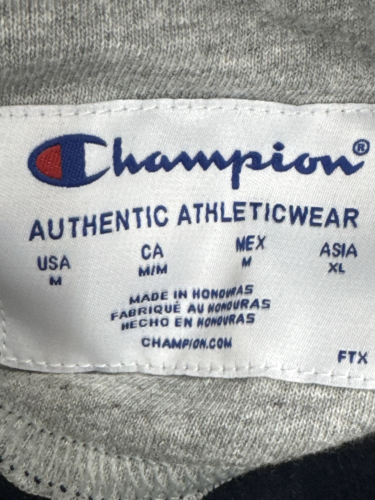 Champion®
AUTHENTIC ATHLETICWEAR
USA CA MEX ASIA
M M/M M XL
MADE IN HONDURAS
FABRIQUÉ AU HONDURAS
HECHO EN HONDURAS
CHAMPION.COM
FTX